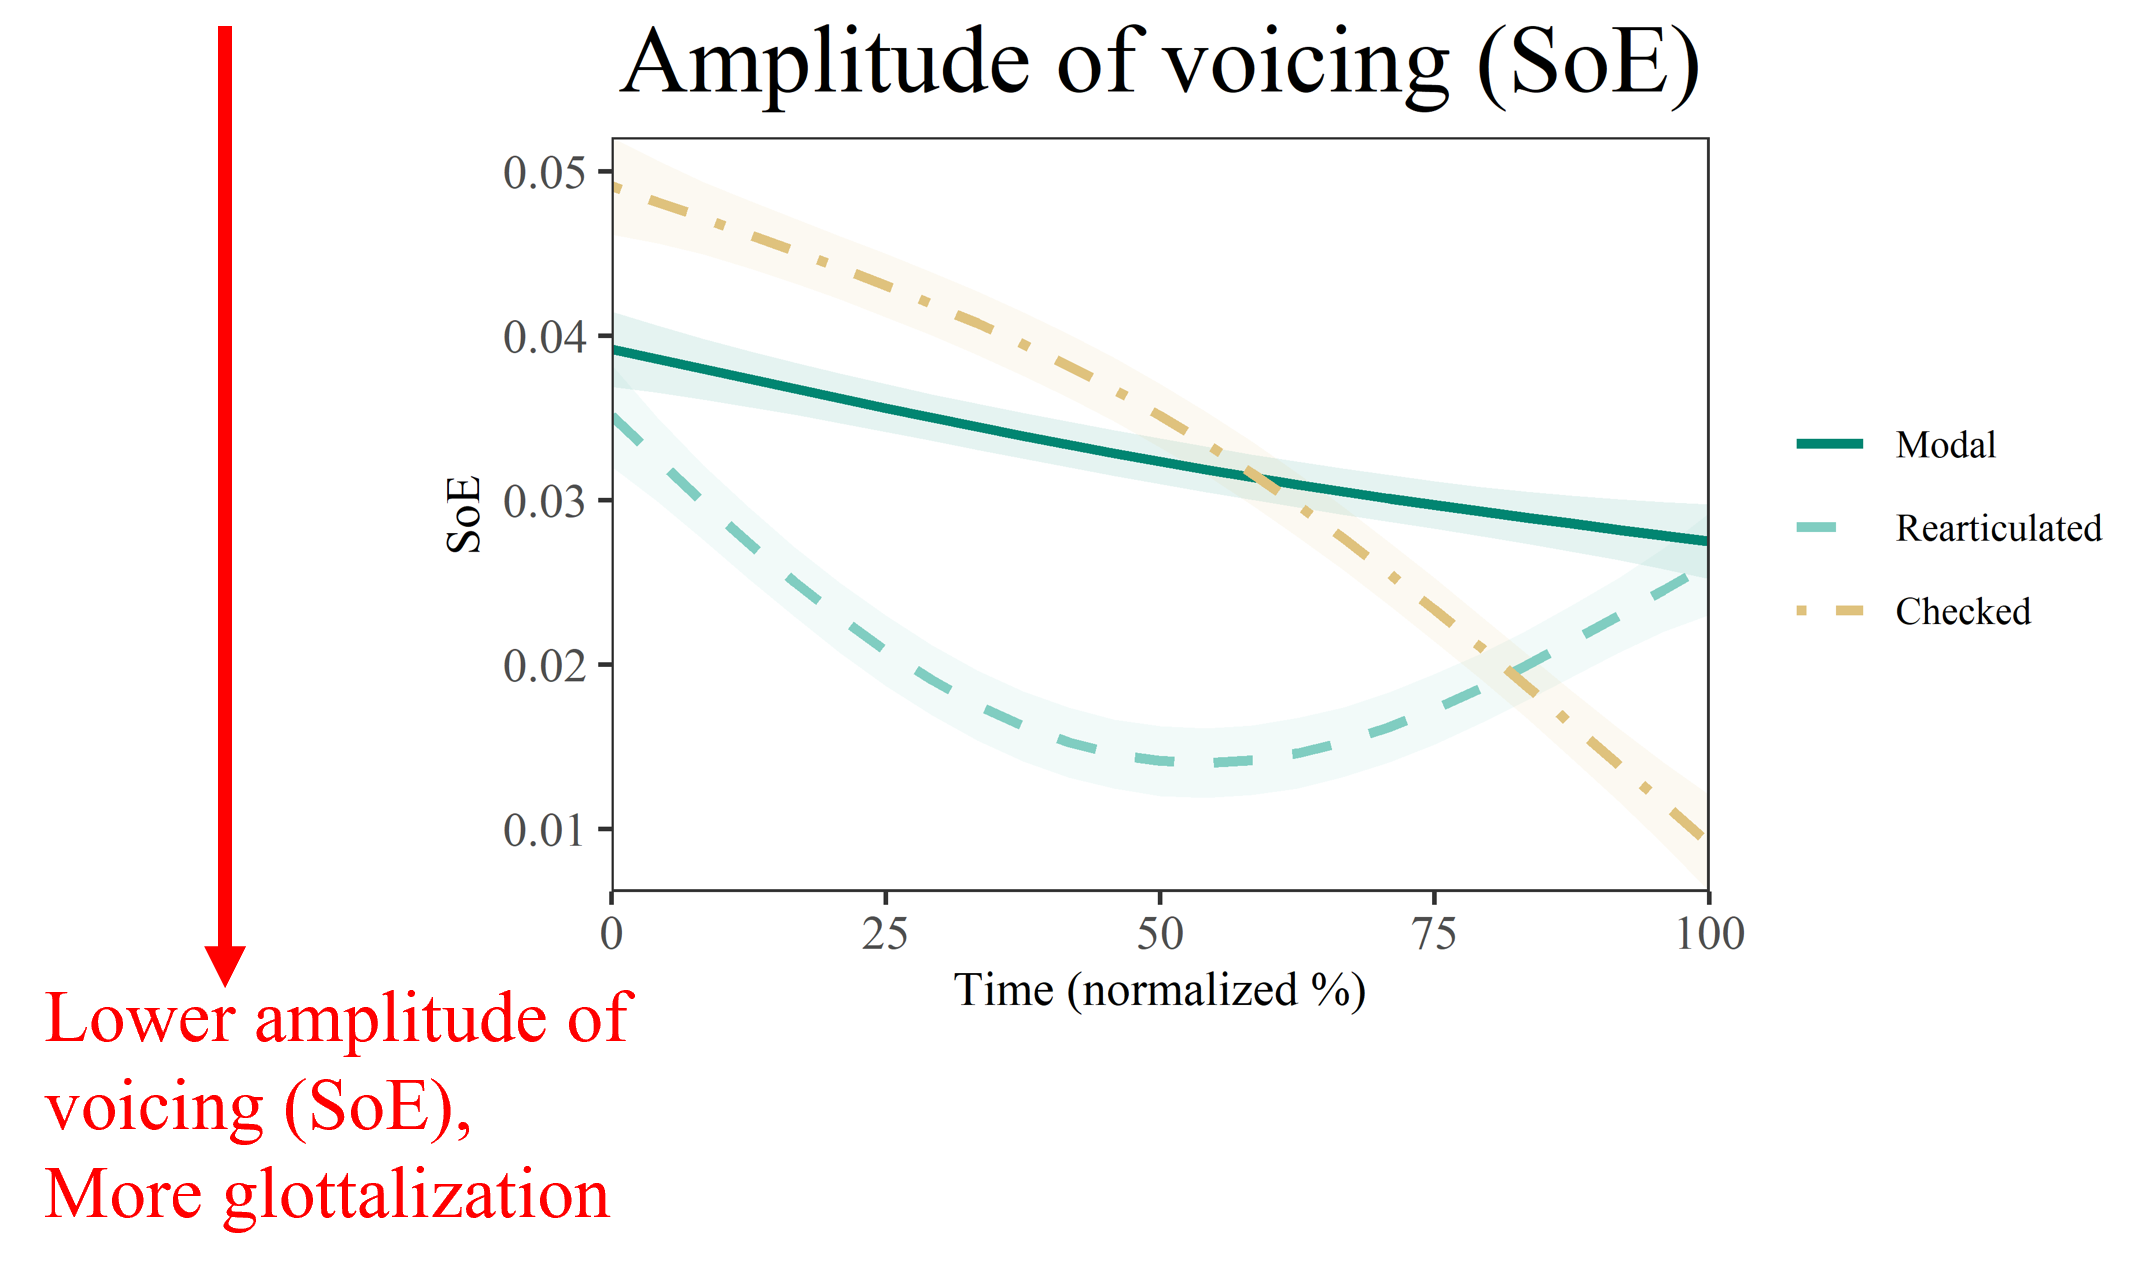 Amplitude of voicing (SoE)
0.05
0.04
0.03
0.02
0.01
SoE
0
25
50
75
100
Time (normalized %)
Modal
Rearticulated
Checked
Lower amplitude of
voicing (SoE),
More glottalization